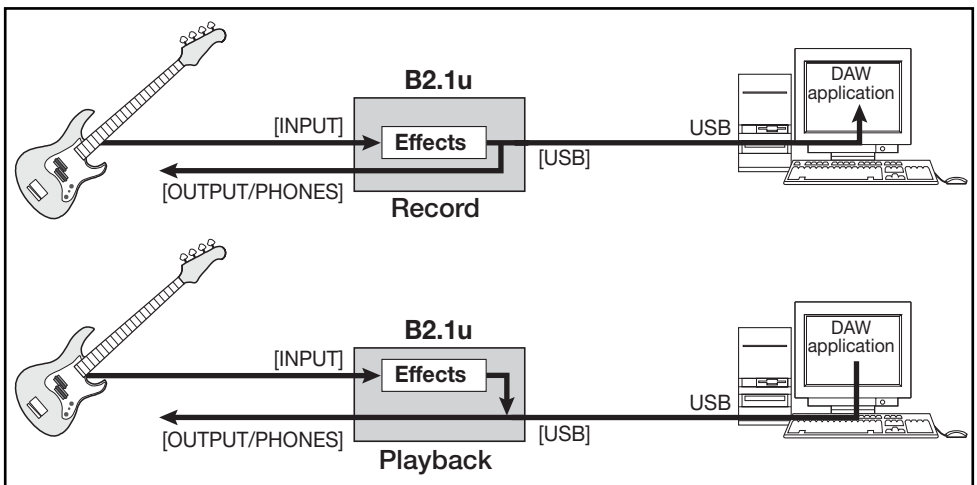 B2.1u
DAW
application
[INPUT]
Effects
USB
[USB]
[OUTPUT/PHONES]
Record
B2.1u
DAW
application
[INPUT]
Effects
USB
[USB]
[OUTPUT/PHONES]
Playback